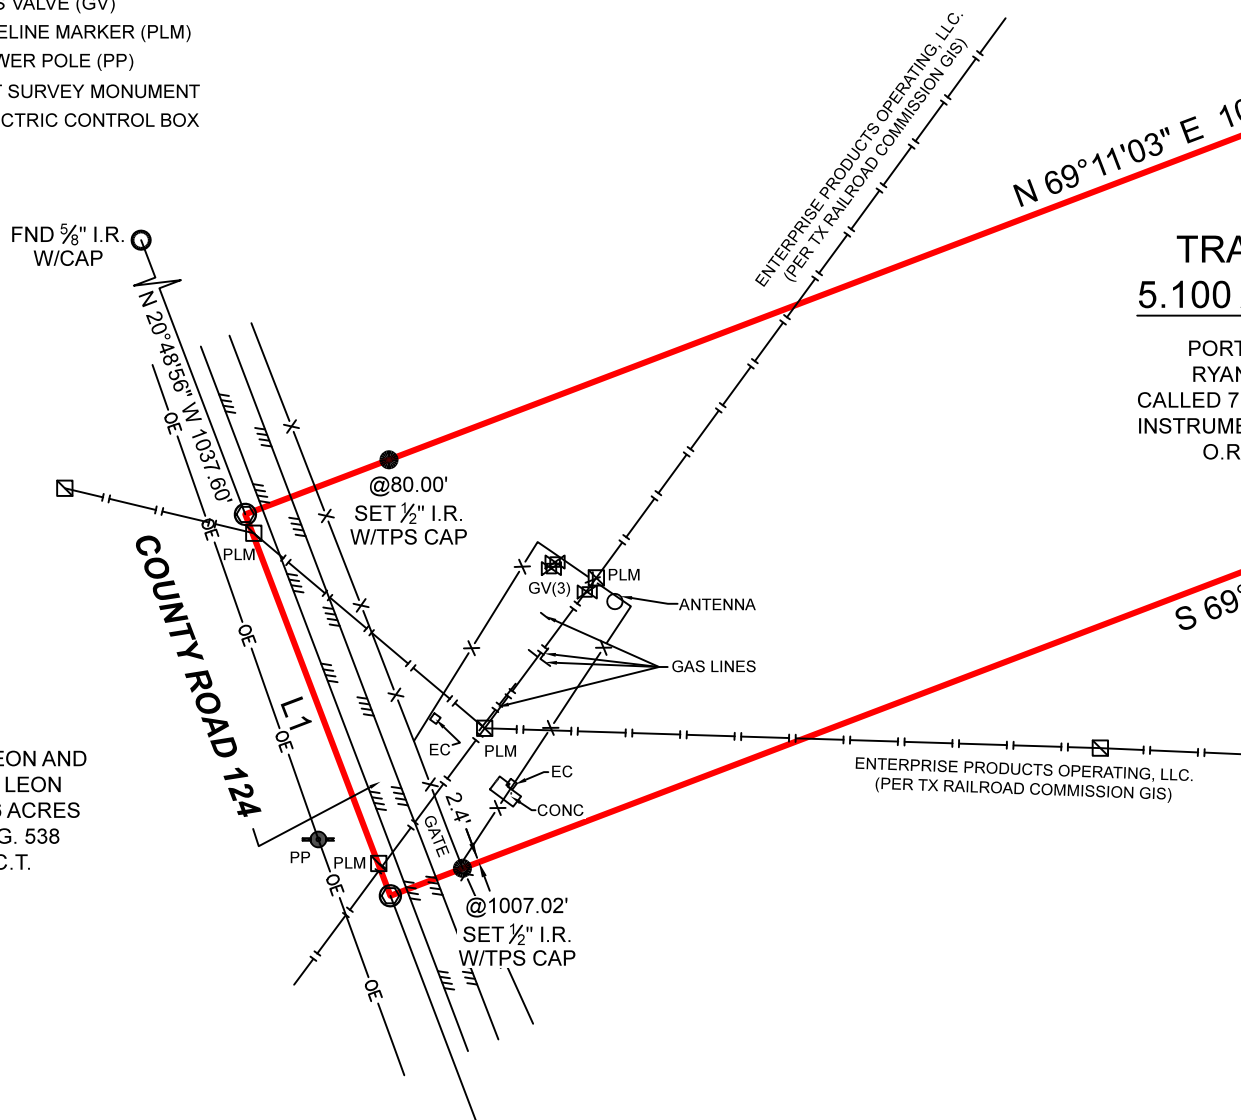 S VALVE (GV)
ELINE MARKER (PLM)
WER POLE (PP)
T SURVEY MONUMENT
CTRIC CONTROL BOX
ENTERPRISE PRODUCTS OPERATING, LLC.
(PER TX RAILROAD COMMISSION GIS)
N 69°11'03" E 10
FND 5/8" I.R.
W/CAP
N 20°48'56" W 1037.60'
TRA
5.100
PORT
RYAN
CALLED 7
INSTRUME
O.R
OE
@80.00'
SET 1/2" I.R.
W/TPS CAP
OE
PLM
COUNTY ROAD 124
GV(3)
PLM
ANTENNA
S 69°
OE
GAS LINES
L1
OE
EC
PLM
ENTERPRISE PRODUCTS OPERATING, LLC.
(PER TX RAILROAD COMMISSION GIS)
EC
CONC
2.4'
GATE
EON AND
LEON
ACRES
G. 538
C.T.
PP
PLM
OE
@1007.02'
SET 1/2" I.R.
W/TPS CAP
OE